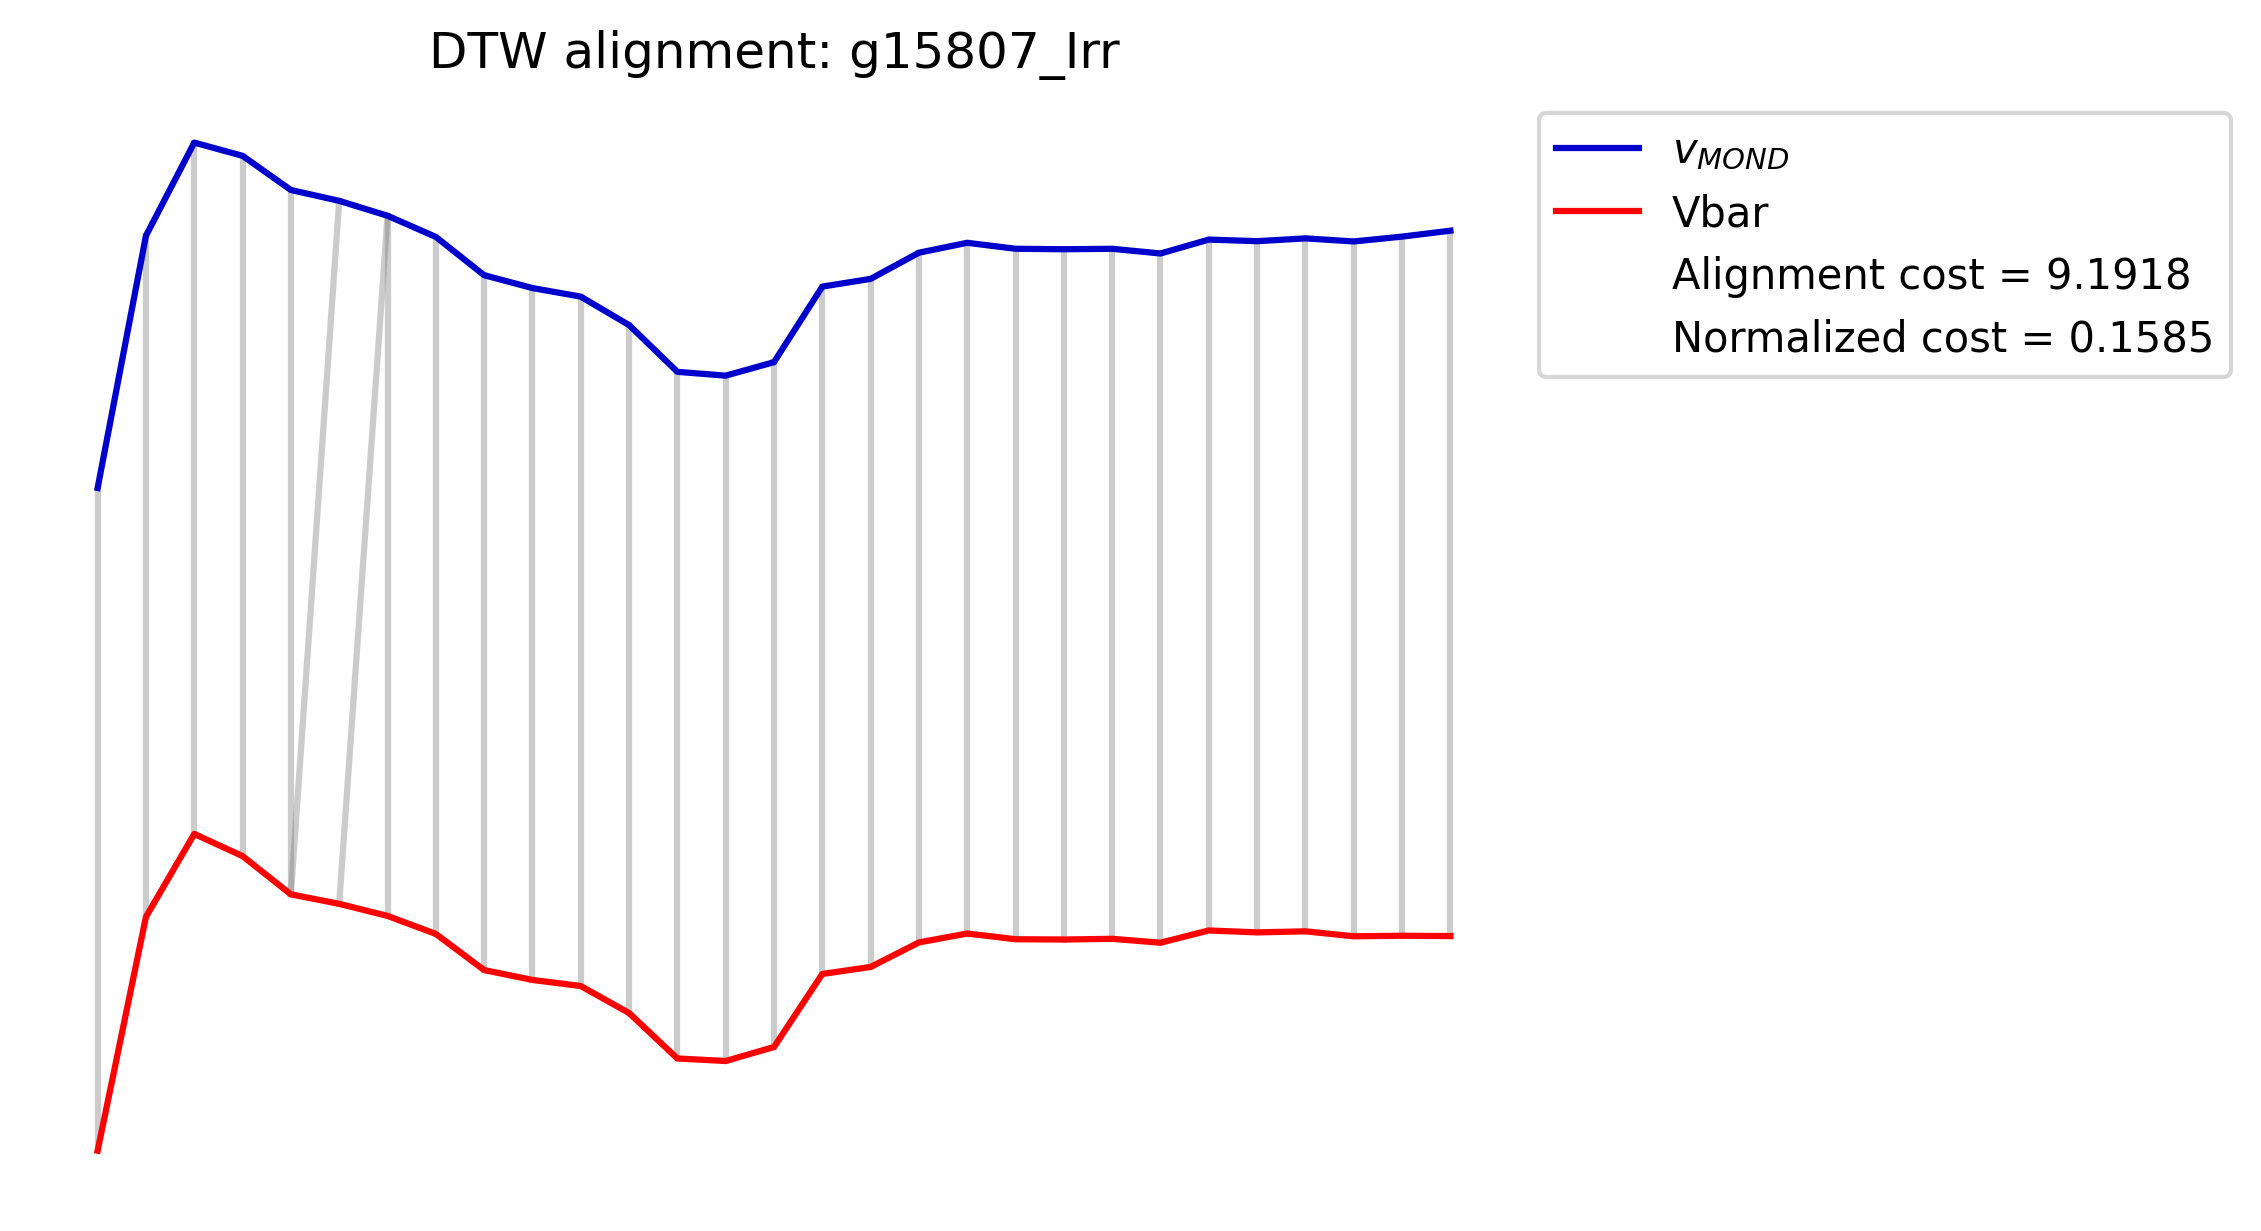 DTW alignment: g15807_Irr
v_MOND
Vbar
Alignment cost = 9.1918
Normalized cost = 0.1585